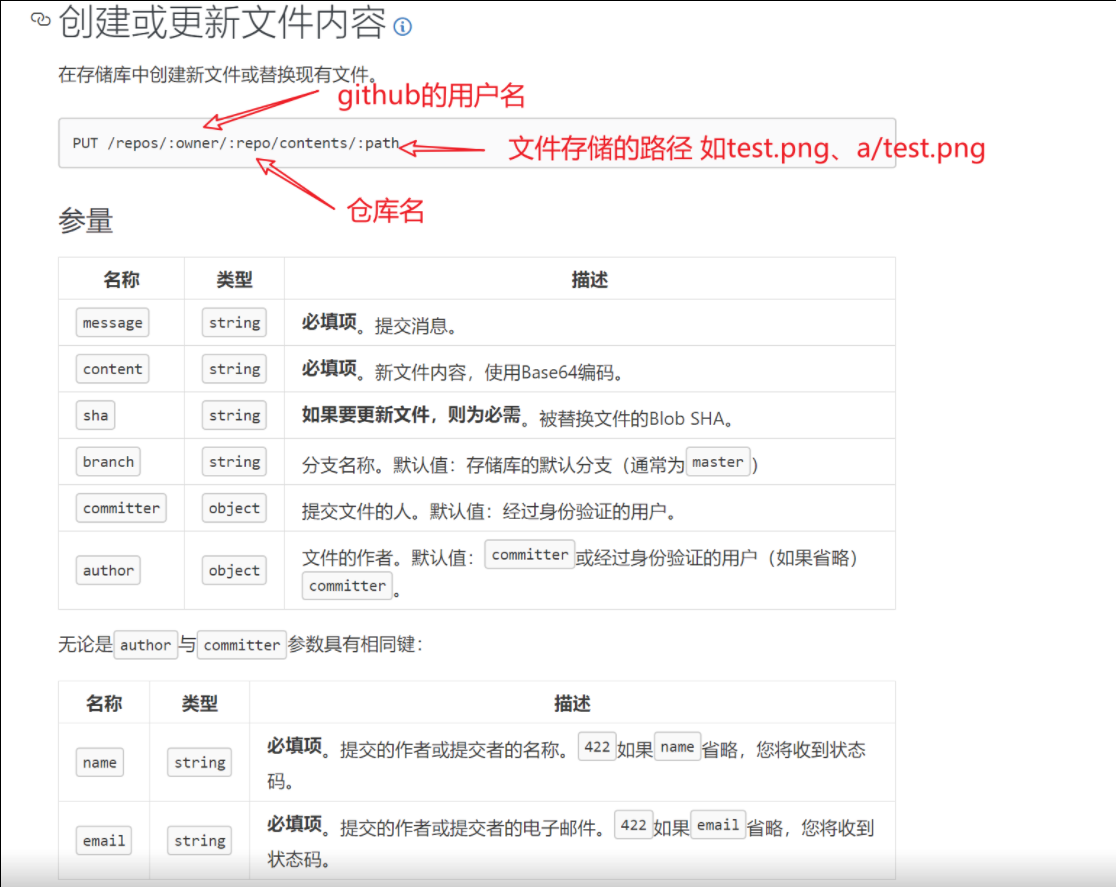 创建或更新文件内容
在存储库中创建新文件或替换现有文件。
github的用户名
PUT /repos/:owner/:repo/contents/:path
文件存储的路径 如test.png、a/test.png
仓库名
参量
名称 类型 描述
message string 必填项。提交消息。
content string 必填项。新文件内容，使用Base64编码。
sha string 如果要更新文件，则为必需。被替换文件的Blob SHA。
branch string 分支名称。默认值：存储库的默认分支（通常为master）
committer object 提交文件的人。默认值：经过身份验证的用户。
author object 文件的作者。默认值：committer或经过身份验证的用户（如果省略）
committer。
无论是author与committer参数具有相同键：
名称 类型 描述
name string 必填项。提交的作者或提交者的名称。422如果name省略，您将收到状态
码。
email string 必填项。提交的作者或提交者的电子邮件。422如果email省略，您将收到
状态码。